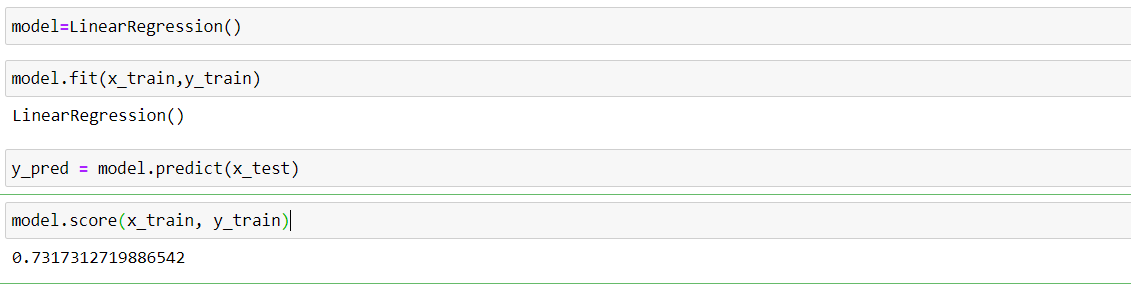 model=LinearRegression()
model.fit(x_train,y_train)
LinearRegression()
y_pred = model.predict(x_test)
model.score(x_train, y_train)
0.7317312719886542